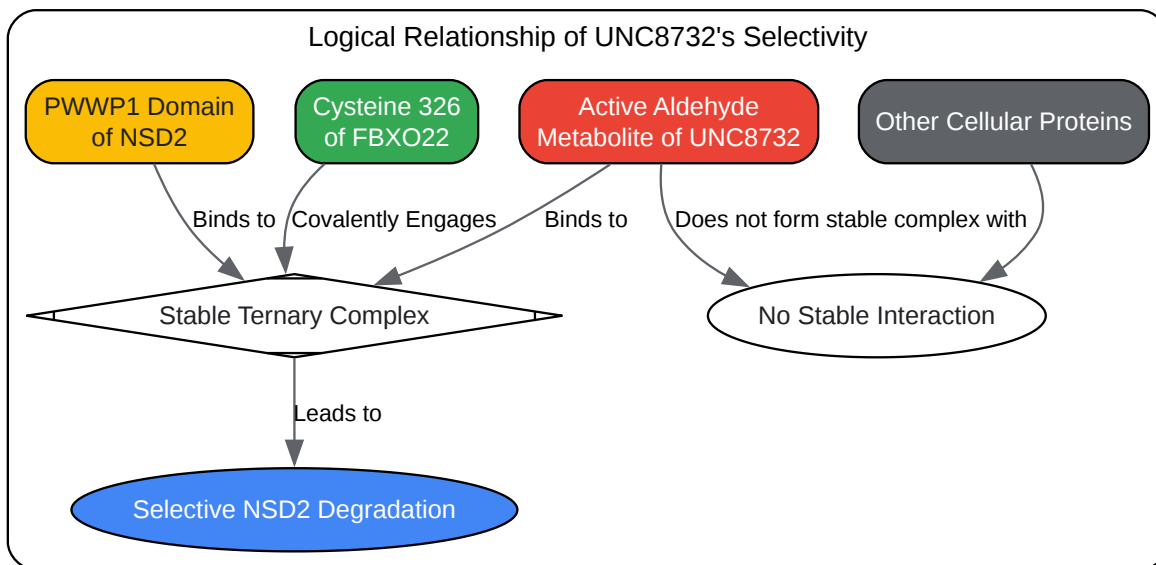 Logical Relationship of UNC8732's Selectivity
PWWP1 Domain
of NSD2
Cysteine 326
of FBXO22
Active Aldehyde
Metabolite of UNC8732
Other Cellular Proteins
Binds to
Covalently Engages
Binds to
Does not form stable complex with
Stable Ternary Complex
No Stable Interaction
Leads to
Selective NSD2 Degradation